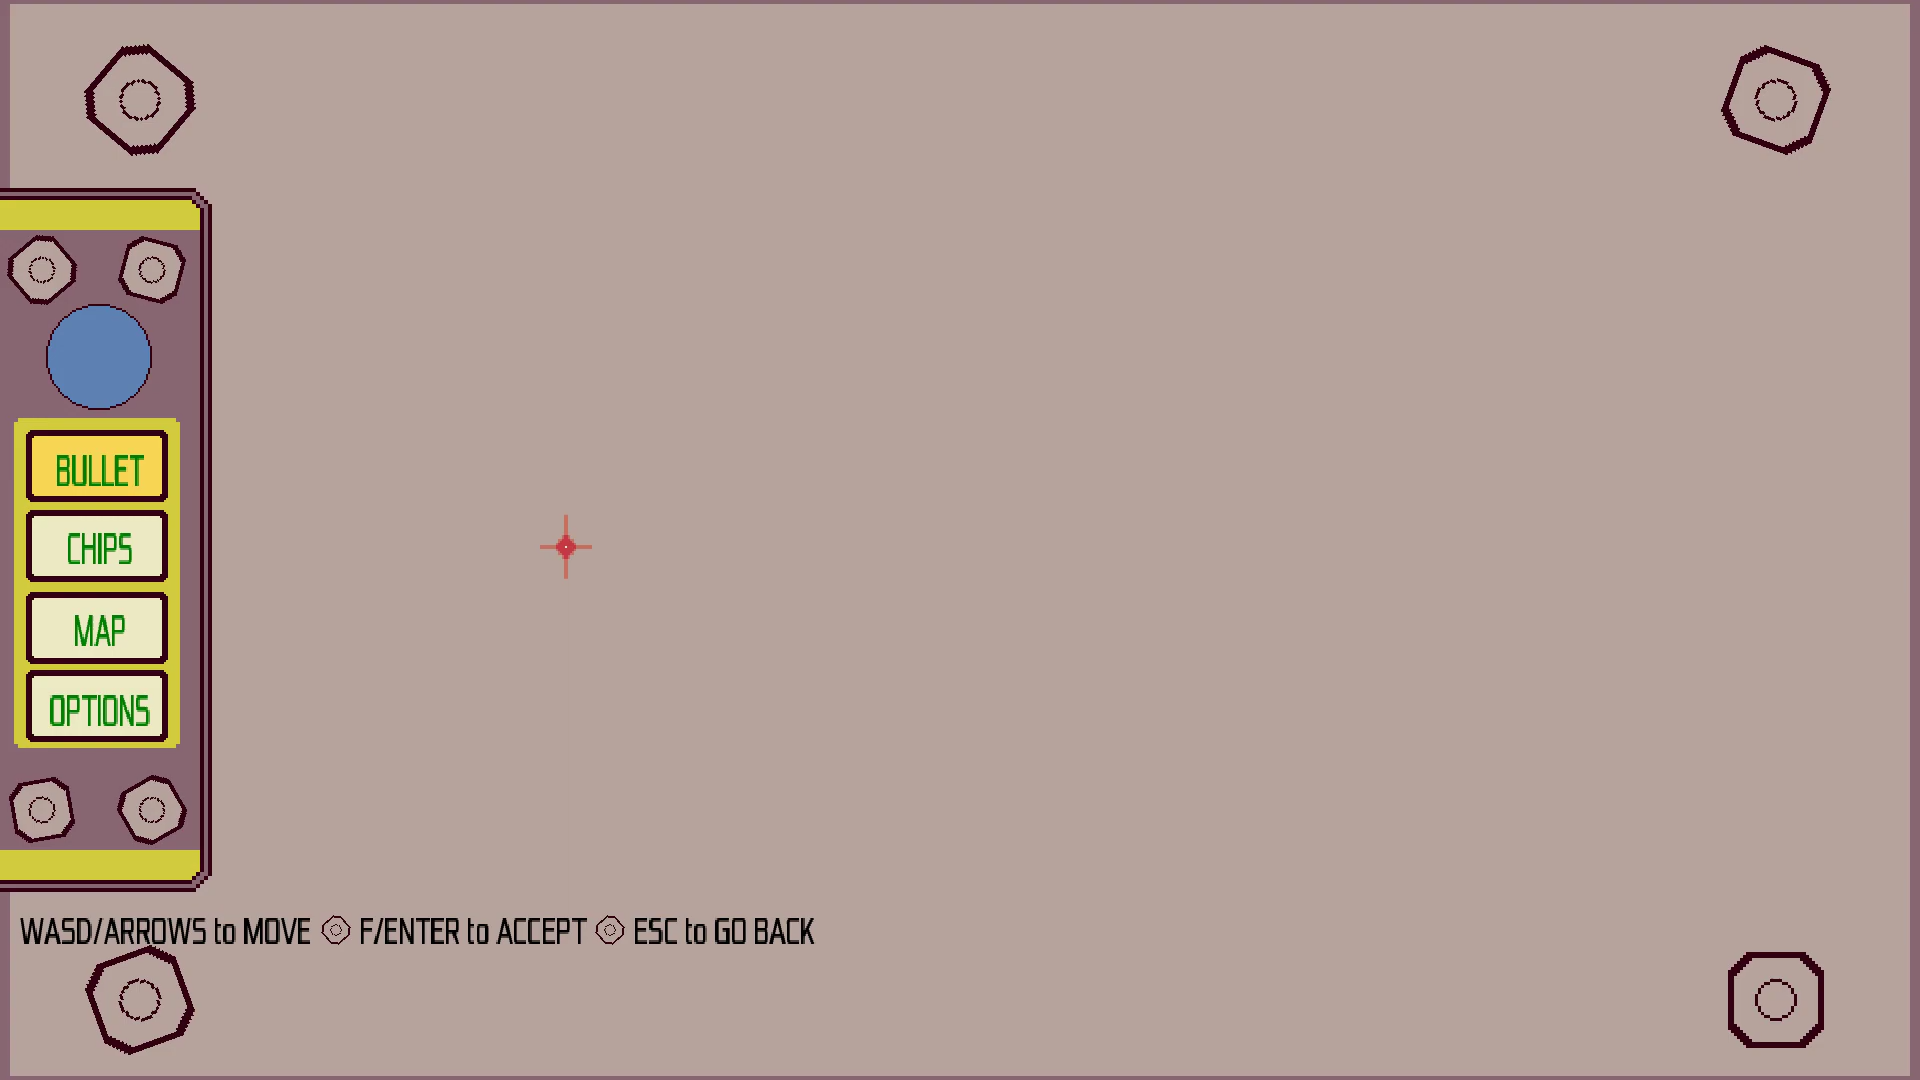 BULLET
CHIPS
MAP
OPTIONS
WASD/ARROWS to MOVE F/ENTER to ACCEPT ESC to GO BACK